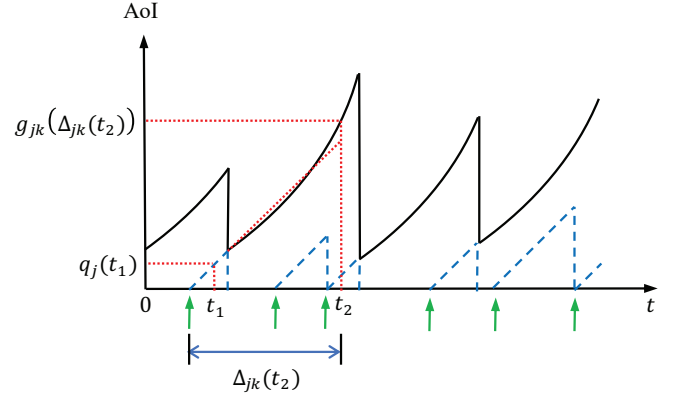 AoI
g_{jk}(Δ_{jk}(t_2))
q_j(t_1)
0 t_1 t_2 t
Δ_{jk}(t_2)